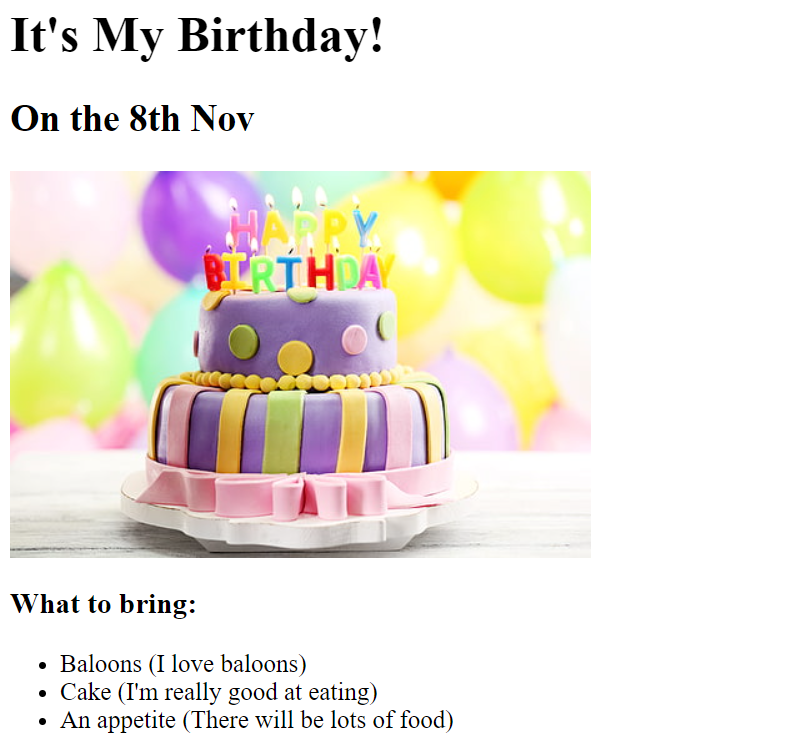 It's My Birthday!
On the 8th Nov
HAPPY
BIRTHDAY
What to bring:
Baloons (I love baloons)
Cake (I'm really good at eating)
An appetite (There will be lots of food)